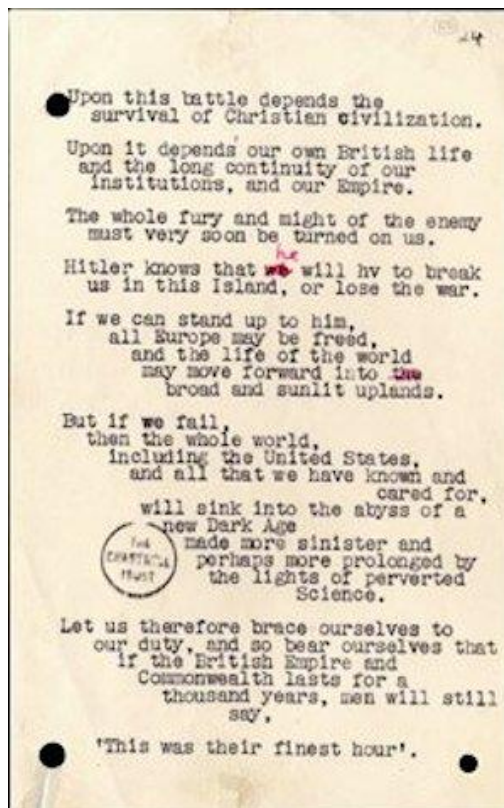 24
Upon this battle depends the
survival of Christian civilization.
Upon it depends our own British life
and the long continuity of our
institutions, and our Empire.
The whole fury and might of the enemy
must very soon be turned on us.
he
Hitler knows that we will hv to break
us in this Island, or lose the war.
If we can stand up to him,
all Europe may be freed,
and the life of the world
may move forward into the
broad and sunlit uplands.
But if we fail,
then the whole world,
including the United States,
and all that we have known and
cared for,
will sink into the abyss of a
new Dark Age
made more sinister and
perhaps more prolonged by
the lights of perverted
Science.
THE
CHARTWELL
TRUST
Let us therefore brace ourselves to
our duty, and so bear ourselves that
if the British Empire and
Commonwealth lasts for a
thousand years, men will still
say,
'This was their finest hour'.